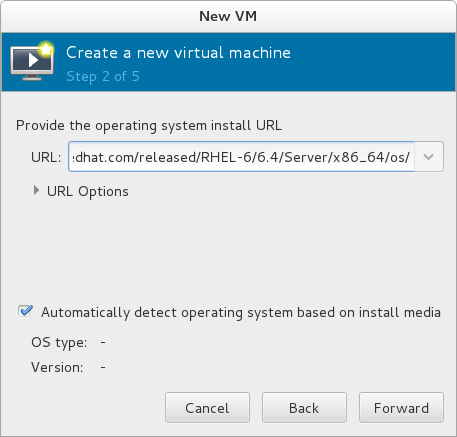 New VM
Create a new virtual machine
Step 2 of 5
Provide the operating system install URL
URL: edhat.com/released/RHEL-6/6.4/Server/x86_64/os/
URL Options
Automatically detect operating system based on install media
OS type: -
Version: -
Cancel Back Forward